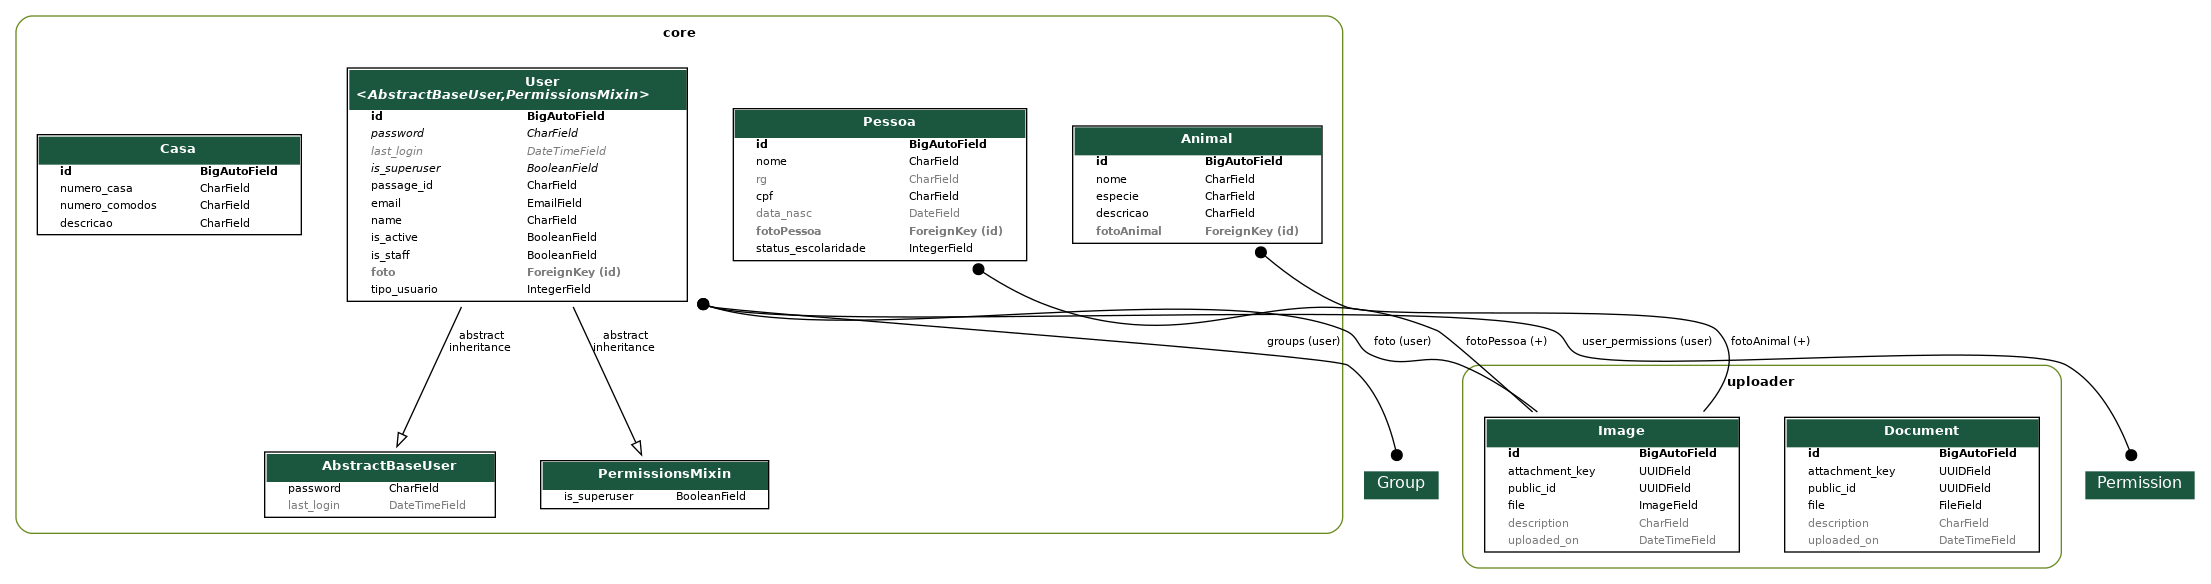 core
Casa
id BigAutoField
numero_casa CharField
numero_comodos CharField
descricao CharField
User
<AbstractBaseUser,PermissionsMixin>
id BigAutoField
password CharField
last_login DateTimeField
is_superuser BooleanField
passage_id CharField
email EmailField
name CharField
is_active BooleanField
is_staff BooleanField
foto ForeignKey (id)
tipo_usuario IntegerField
Pessoa
id BigAutoField
nome CharField
rg CharField
cpf CharField
data_nasc DateField
fotoPessoa ForeignKey (id)
status_escolaridade IntegerField
Animal
id BigAutoField
nome CharField
especie CharField
descricao CharField
fotoAnimal ForeignKey (id)
abstract
inheritance
abstract
inheritance
groups (user)
foto (user)
fotoPessoa (+)
user_permissions (user)
fotoAnimal (+)
AbstractBaseUser
password CharField
last_login DateTimeField
PermissionsMixin
is_superuser BooleanField
Group
uploader
Image
id BigAutoField
attachment_key UUIDField
public_id UUIDField
file ImageField
description CharField
uploaded_on DateTimeField
Document
id BigAutoField
attachment_key UUIDField
public_id UUIDField
file FileField
description CharField
uploaded_on DateTimeField
Permission